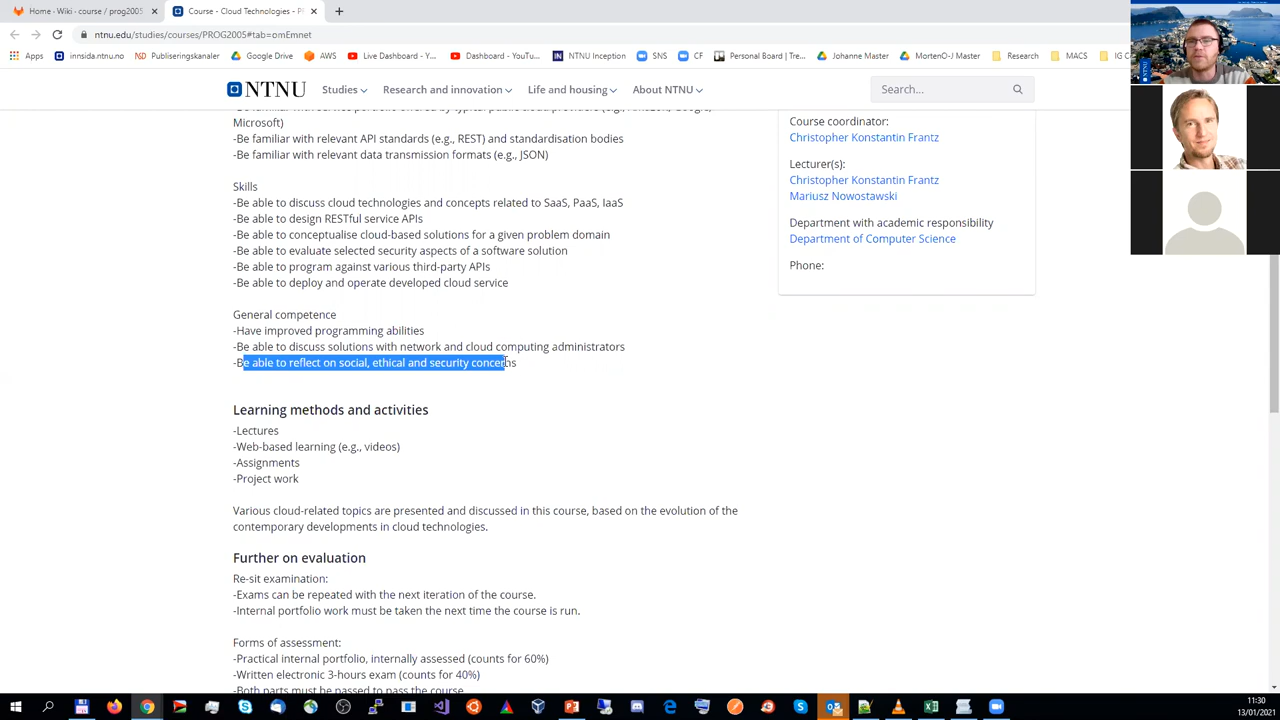 Home · Wiki · course / prog2005
Course - Cloud Technologies - P
ntnu.edu/studies/courses/PROG2005#tab=omEmnet
Apps
innsida.ntnu.no
Publiseringskanaler
Google Drive
AWS
Live Dashboard - Y...
Dashboard - YouTu...
NTNU Inception
SNS
CF
Personal Board | Tre...
Johanne Master
MortenO-J Master
Research
MACS
IG C
NTNU
Studies
Research and innovation
Life and housing
About NTNU
Search...
Microsoft)
-Be familiar with relevant API standards (e.g., REST) and standardisation bodies
-Be familiar with relevant data transmission formats (e.g., JSON)
Skills
-Be able to discuss cloud technologies and concepts related to SaaS, PaaS, IaaS
-Be able to design RESTful service APIs
-Be able to conceptualise cloud-based solutions for a given problem domain
-Be able to evaluate selected security aspects of a software solution
-Be able to program against various third-party APIs
-Be able to deploy and operate developed cloud service
General competence
-Have improved programming abilities
-Be able to discuss solutions with network and cloud computing administrators
-Be able to reflect on social, ethical and security concerns
Learning methods and activities
-Lectures
-Web-based learning (e.g., videos)
-Assignments
-Project work
Various cloud-related topics are presented and discussed in this course, based on the evolution of the
contemporary developments in cloud technologies.
Further on evaluation
Re-sit examination:
-Exams can be repeated with the next iteration of the course.
-Internal portfolio work must be taken the next time the course is run.
Forms of assessment:
-Practical internal portfolio, internally assessed (counts for 60%)
-Written electronic 3-hours exam (counts for 40%)
-Both parts must be passed to pass the course
Course coordinator:
Christopher Konstantin Frantz
Lecturer(s):
Christopher Konstantin Frantz
Mariusz Nowostawski
Department with academic responsibility
Department of Computer Science
Phone:
NTNU
11:30
13/01/2021